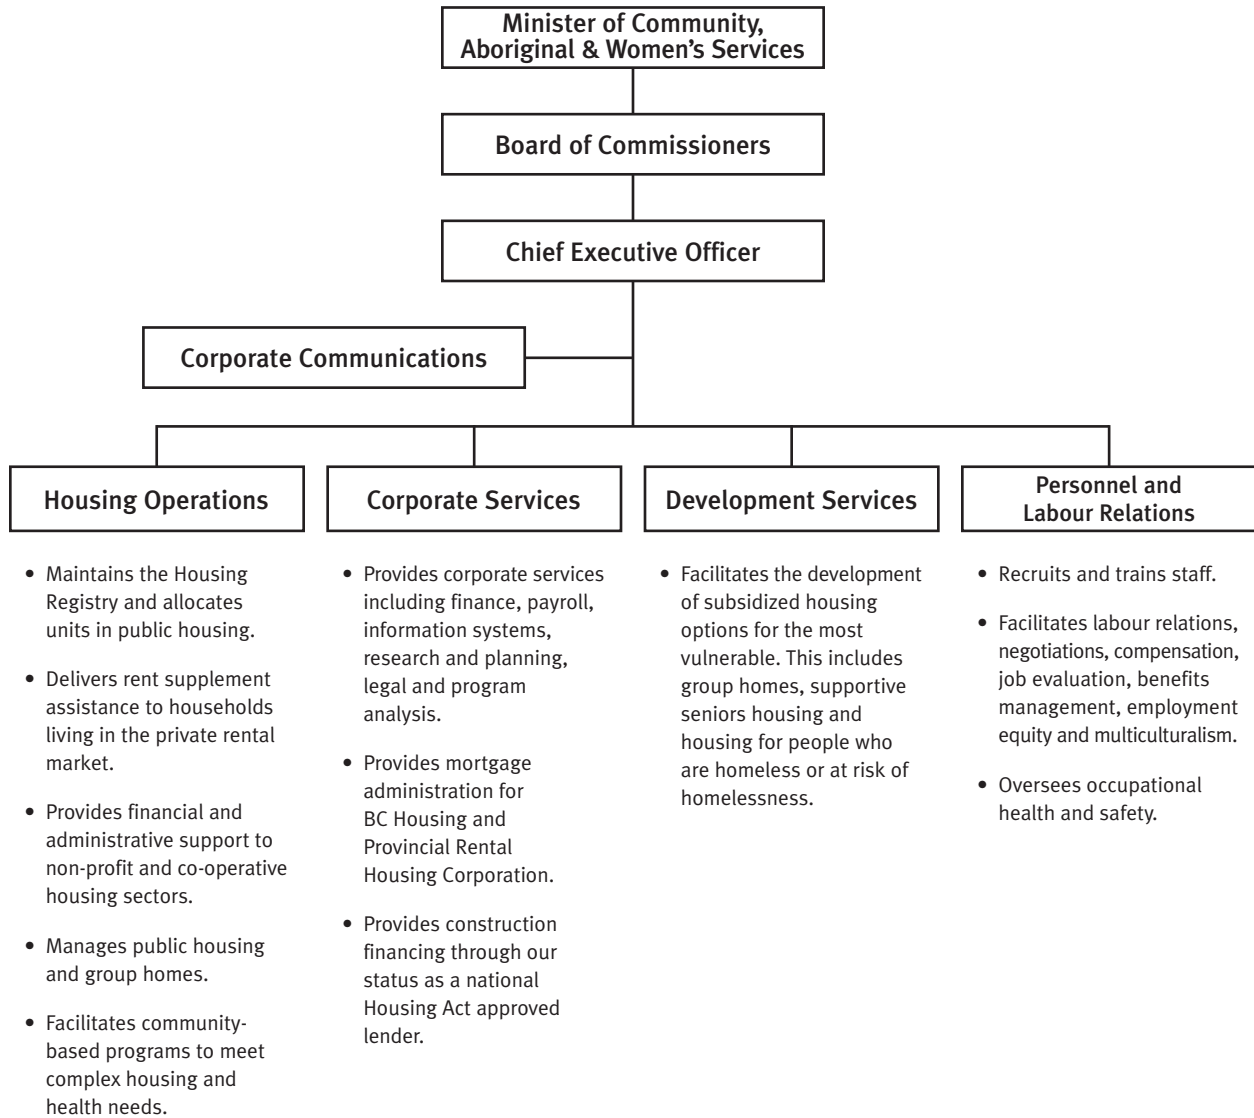 Minister of Community,
Aboriginal & Women’s Services
Board of Commissioners
Chief Executive Officer
Corporate Communications
Housing Operations
• Maintains the Housing
Registry and allocates
units in public housing.
• Delivers rent supplement
assistance to households
living in the private rental
market.
• Provides financial and
administrative support to
non-profit and co-operative
housing sectors.
• Manages public housing
and group homes.
• Facilitates community-
based programs to meet
complex housing and
health needs.
Corporate Services
• Provides corporate services
including finance, payroll,
information systems,
research and planning,
legal and program
analysis.
• Provides mortgage
administration for
BC Housing and
Provincial Rental
Housing Corporation.
• Provides construction
financing through our
status as a national
Housing Act approved
lender.
Development Services
• Facilitates the development
of subsidized housing
options for the most
vulnerable. This includes
group homes, supportive
seniors housing and
housing for people who
are homeless or at risk of
homelessness.
Personnel and
Labour Relations
• Recruits and trains staff.
• Facilitates labour relations,
negotiations, compensation,
job evaluation, benefits
management, employment
equity and multiculturalism.
• Oversees occupational
health and safety.